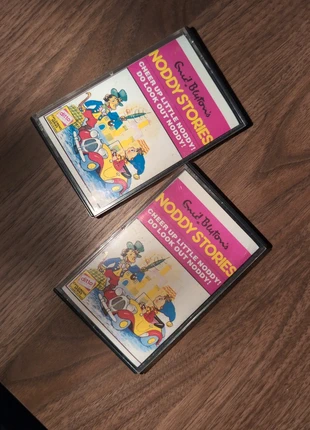 Enid Blyton's
NODDY STORIES
CHEER UP LITTLE NODDY!
DO LOOK OUT NODDY!
Enid Blyton's
NODDY STORIES
CHEER UP LITTLE NODDY!
DO LOOK OUT NODDY!